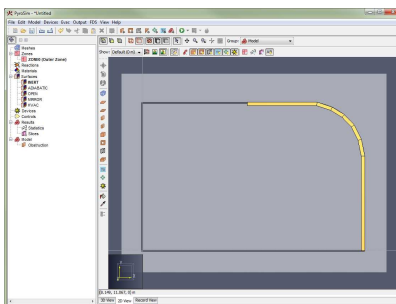 PyroSim - *Untitled
File Edit Model Devices Evac Output FDS View Help
Show: Default (0 m)
Group: Model
Meshes
Zones
ZONE0 (Outer Zone)
Reactions
Materials
Surfaces
INERT
ADIABATIC
OPEN
MIRROR
HVAC
Devices
Controls
Results
Statistics
Slices
Model
Obstruction
3D View 2D View Record View